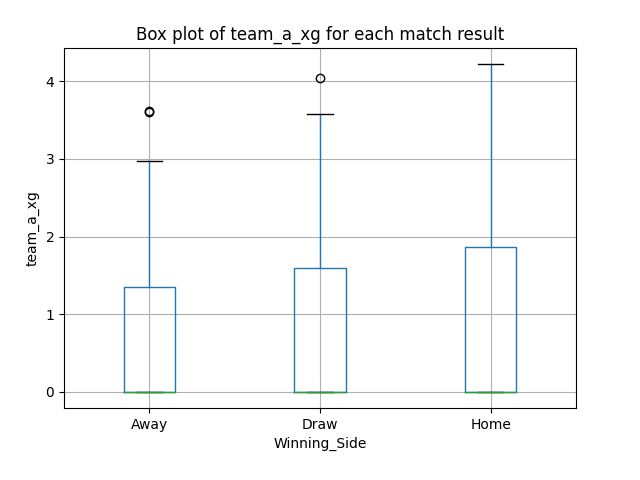 Box plot of team_a_xg for each match result
team_a_xg
4
3
2
1
0
Away Draw Home
Winning_Side